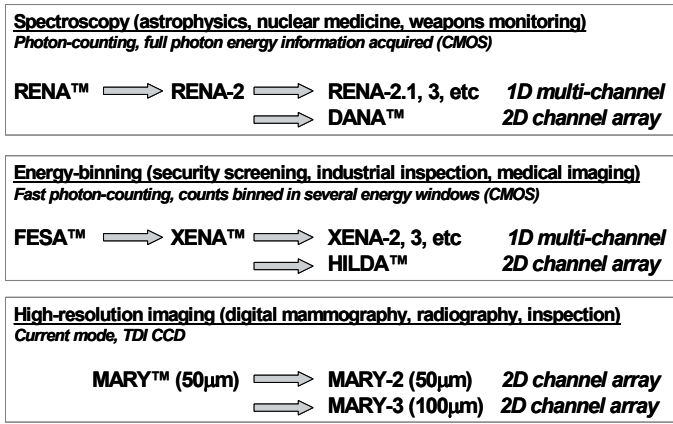 Spectroscopy (astrophysics, nuclear medicine, weapons monitoring)
Photon-counting, full photon energy information acquired (CMOS)
RENA™ RENA-2 RENA-2.1, 3, etc 1D multi-channel
DANA™ 2D channel array
Energy-binning (security screening, industrial inspection, medical imaging)
Fast photon-counting, counts binned in several energy windows (CMOS)
FESA™ XENA™ XENA-2, 3, etc 1D multi-channel
HILDA™ 2D channel array
High-resolution imaging (digital mammography, radiography, inspection)
Current mode, TDI CCD
MARY™ (50μm) MARY-2 (50μm) 2D channel array
MARY-3 (100μm) 2D channel array